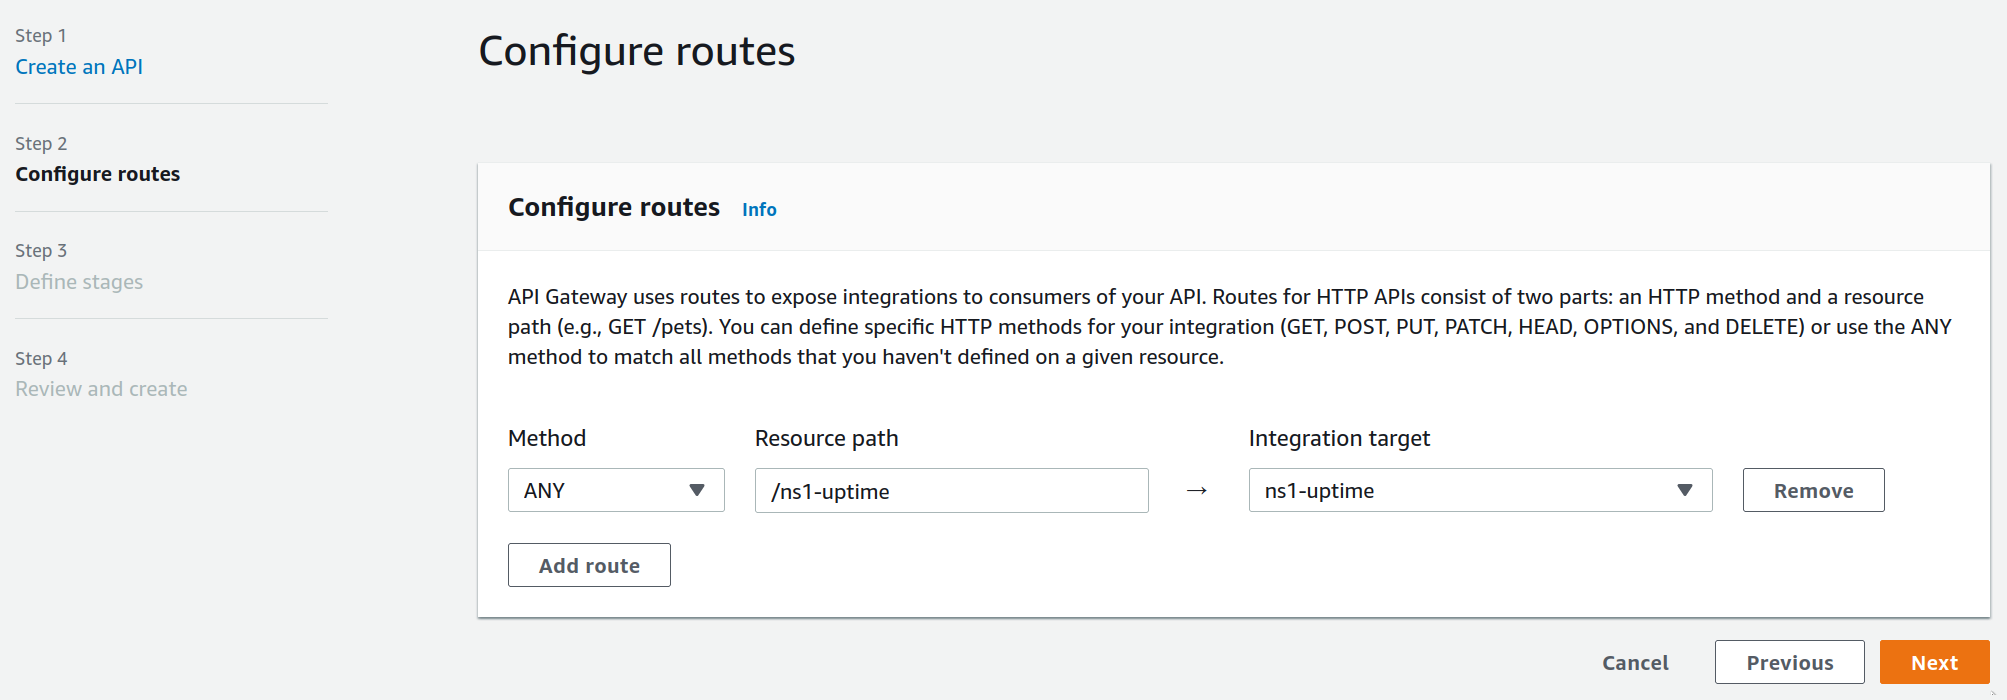 Step 1
Create an API
Step 2
Configure routes
Step 3
Define stages
Step 4
Review and create
Configure routes
Configure routes Info
API Gateway uses routes to expose integrations to consumers of your API. Routes for HTTP APIs consist of two parts: an HTTP method and a resource
path (e.g., GET /pets). You can define specific HTTP methods for your integration (GET, POST, PUT, PATCH, HEAD, OPTIONS, and DELETE) or use the ANY
method to match all methods that you haven't defined on a given resource.
Method Resource path Integration target
ANY /ns1-uptime → ns1-uptime Remove
Add route
Cancel Previous Next